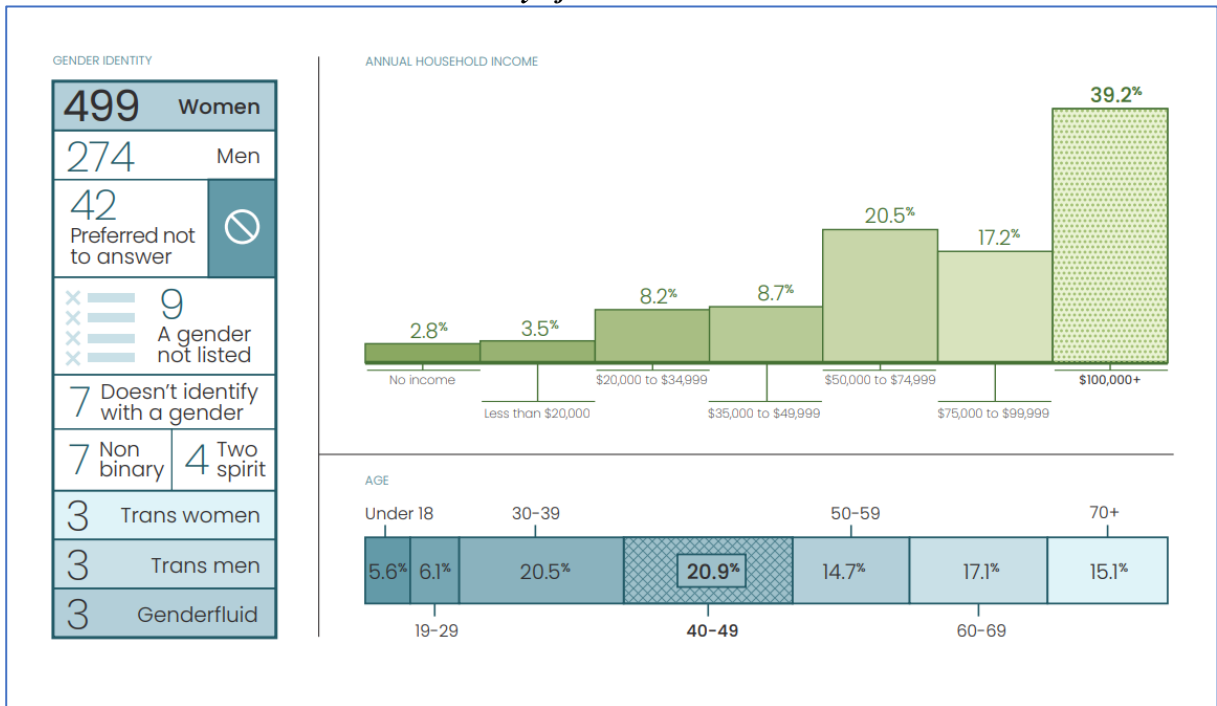 GENDER IDENTITY
499 Women
274 Men
42
Preferred not
to answer
9
A gender
not listed
7 Doesn't identify
with a gender
7 Non
binary
4 Two
spirit
3 Trans women
3 Trans men
3 Genderfluid
ANNUAL HOUSEHOLD INCOME
2.8%
3.5%
8.2%
8.7%
20.5%
17.2%
39.2%
No income
Less than $20,000
$20,000 to $34,999
$35,000 to $49,999
$50,000 to $74,999
$75,000 to $99,999
$100,000+
AGE
Under 18 30-39 50-59 70+
5.6% 6.1% 20.5% 20.9% 14.7% 17.1% 15.1%
19-29 40-49 60-69